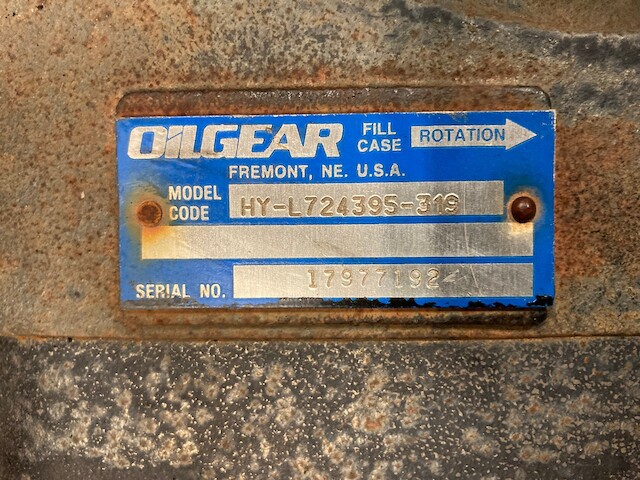 OILGEAR FILL CASE ROTATION
FREMONT, NE. U.S.A.
MODEL CODE HY-L724395-319
SERIAL NO. 17977192